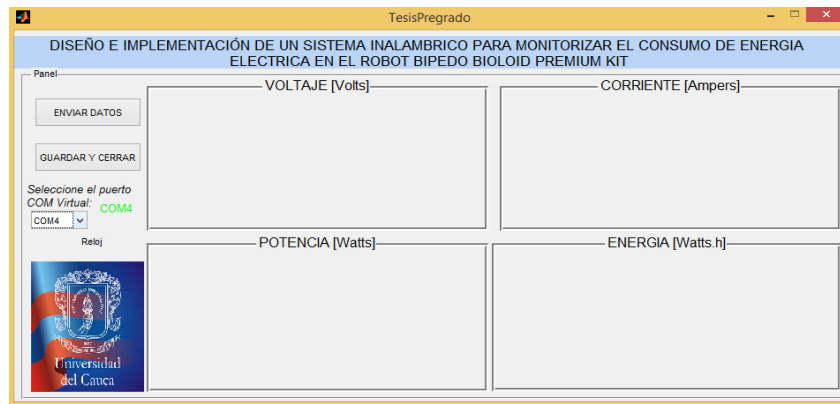 TesisPregrado
DISEÑO E IMPLEMENTACIÓN DE UN SISTEMA INALAMBRICO PARA MONITORIZAR EL CONSUMO DE ENERGIA
ELECTRICA EN EL ROBOT BIPEDO BIOLOID PREMIUM KIT
Panel
VOLTAJE [Volts]
CORRIENTE [Ampers]
ENVIAR DATOS
GUARDAR Y CERRAR
Seleccione el puerto
COM Virtual:
COM4
COM4
Reloj
POTENCIA [Watts]
ENERGIA [Watts.h]
Universidad
del Cauca